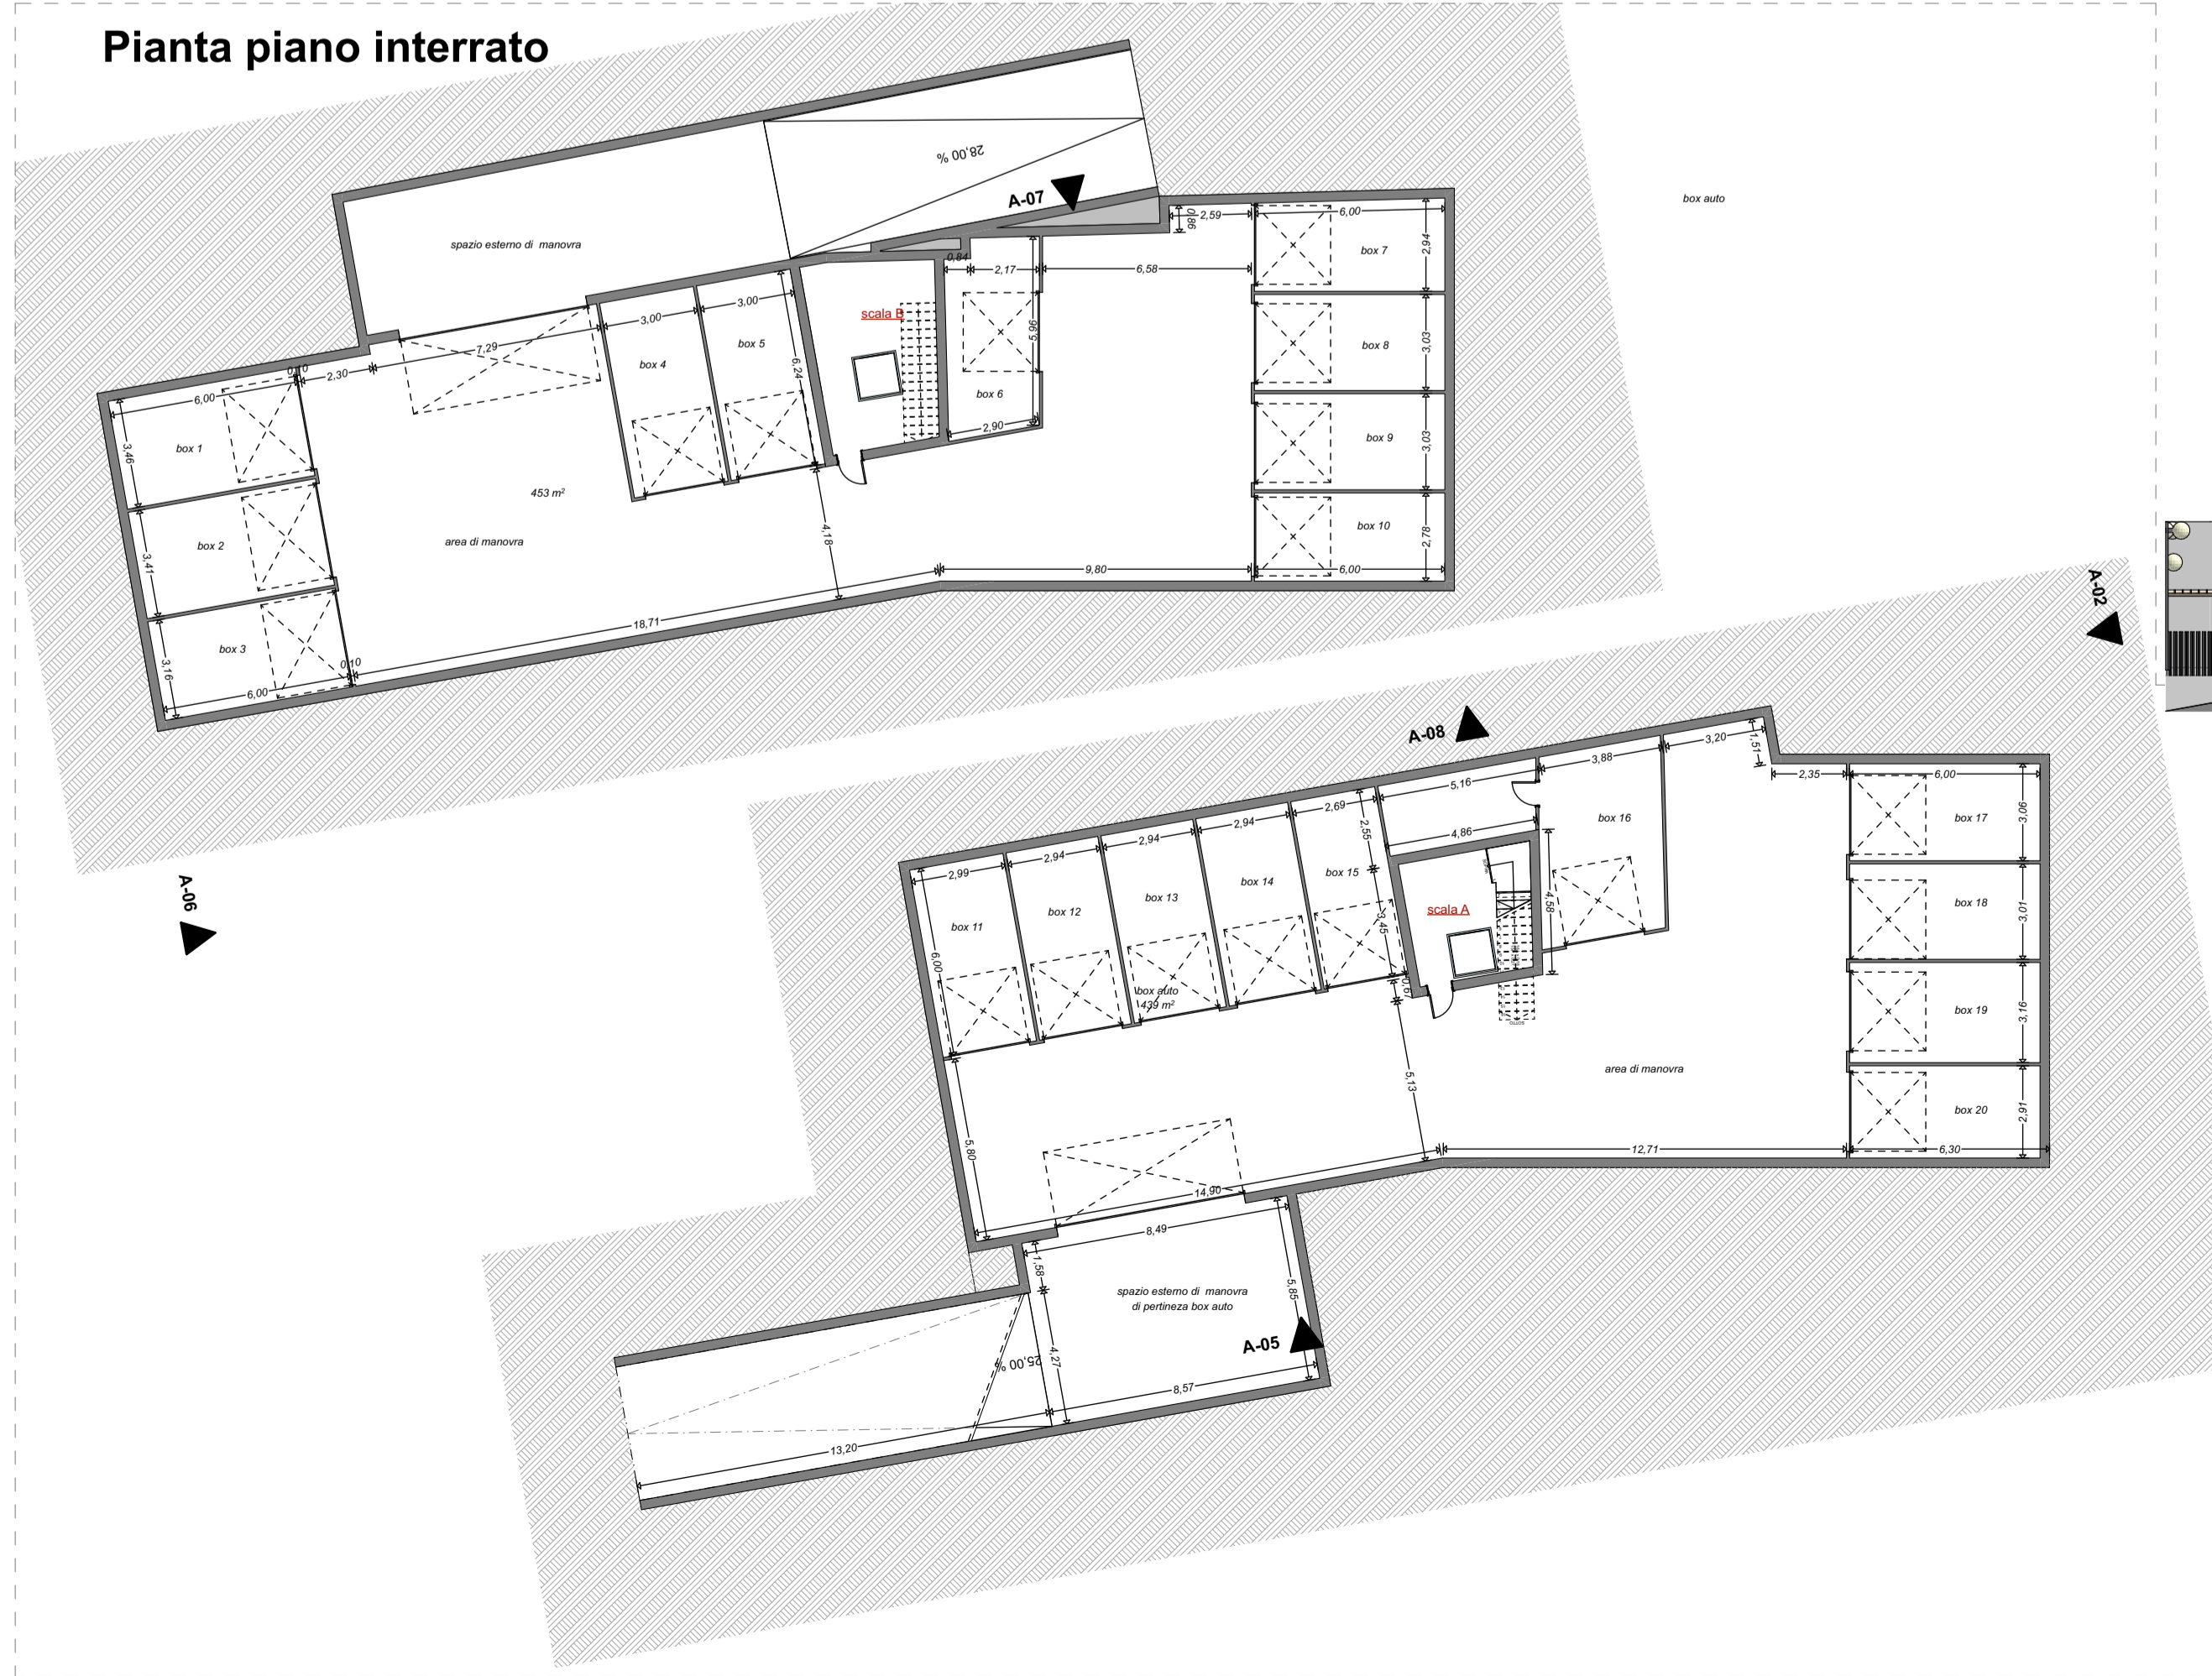 Pianta piano interrato
28,00 %
A-07
box auto
spazio esterno di  manovra
0,86
2,59
6,00
box 7
2,94
0,84
2,17
6,58
3,00
3,00
scala B
box 4
box 5
6,24
5,96
box 8
3,03
7,29
0,10
2,30
6,00
box 6
2,90
box 9
3,03
box 1
3,46
453 m²
area di manovra
4,18
box 10
2,78
box 2
3,41
9,80
6,00
18,71
box 3
3,16
0,10
6,00
A-02
A-06
A-08
3,20
1,51
3,88
5,16
2,35
6,00
2,69
2,94
2,94
2,94
2,99
2,55
4,86
box 16
box 17
3,06
box 15
box 14
box 13
box 12
box 11
scala A
3,45
4,58
box 18
3,01
6,00
box auto
439 m²
0,67
SOTTO
box 19
3,16
5,13
area di manovra
box 20
2,91
5,80
12,71
6,30
14,90
8,49
1,58
spazio esterno di  manovra
di pertineza box auto
5,85
A-05
25,00 %
4,27
8,57
13,20